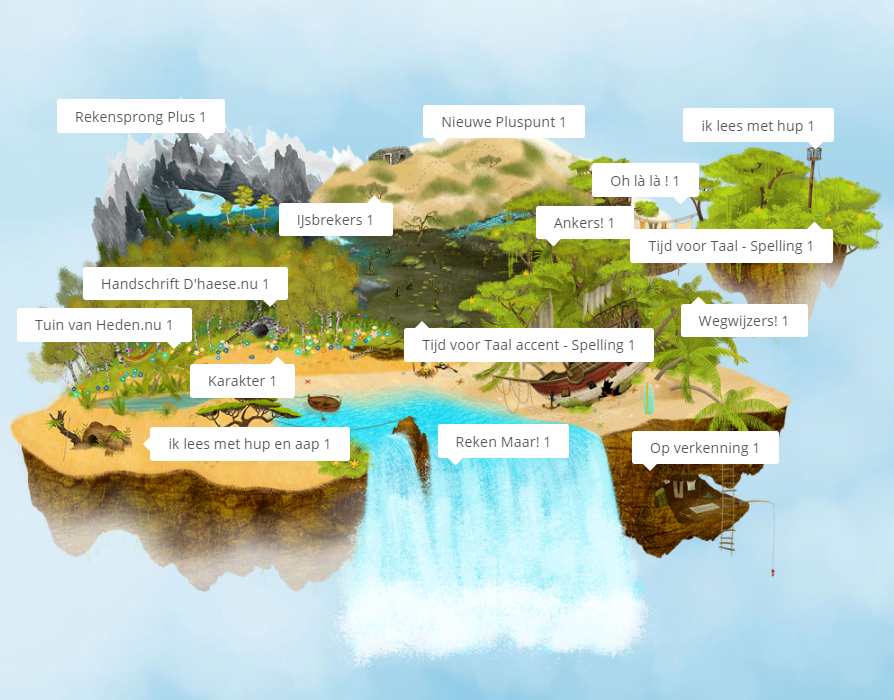 Rekensprong Plus 1
Nieuwe Pluspunt 1
ik lees met hup 1
Oh là là ! 1
IJsbrekers 1
Ankers! 1
Tijd voor Taal - Spelling 1
Handschrift D'haese.nu 1
Tuin van Heden.nu 1
Wegwijzers! 1
Tijd voor Taal accent - Spelling 1
Karakter 1
ik lees met hup en aap 1
Reken Maar! 1
Op verkenning 1